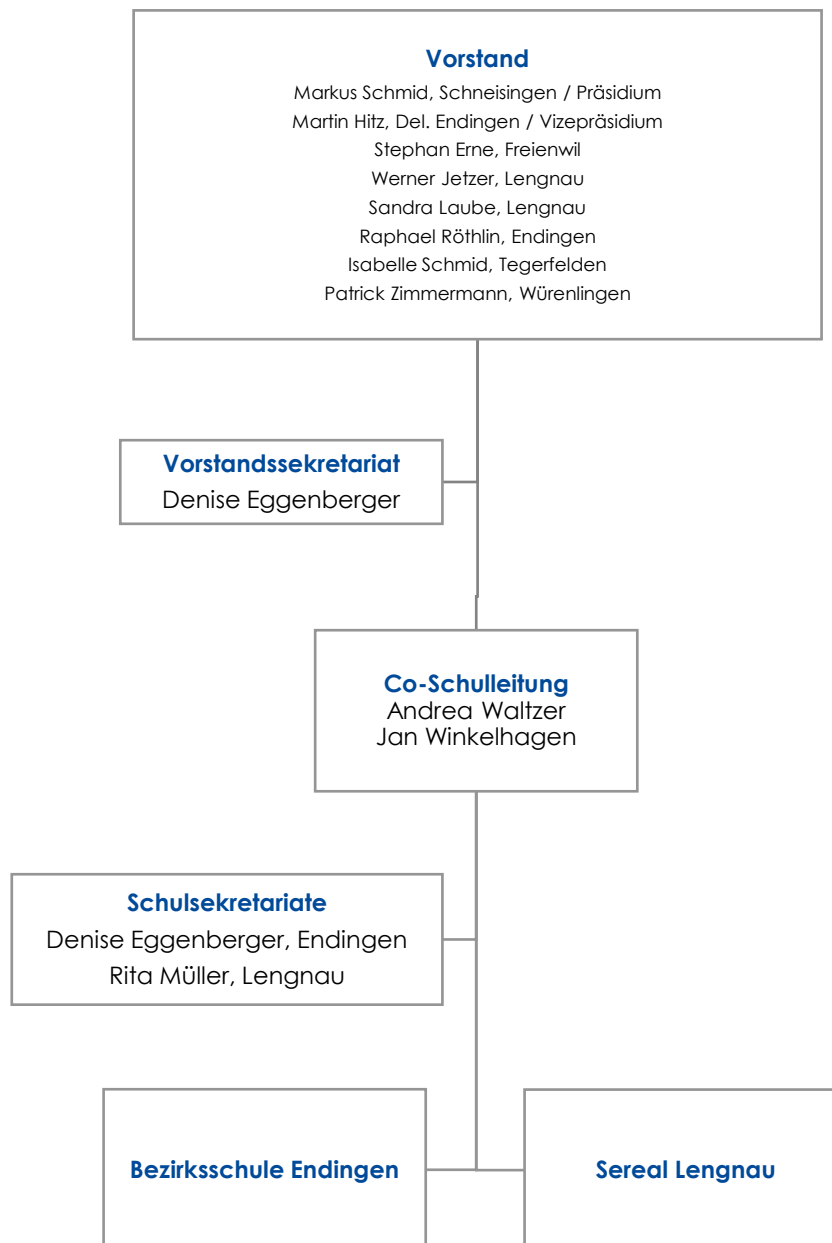 Vorstand
Markus Schmid, Schneisingen / Präsidium
Martin Hitz, Del. Endingen / Vizepräsidium
Stephan Erne, Freienwil
Werner Jetzer, Lengnau
Sandra Laube, Lengnau
Raphael Röthlin, Endingen
Isabelle Schmid, Tegerfelden
Patrick Zimmermann, Würenlingen
Vorstandssekretariat
Denise Eggenberger
Co-Schulleitung
Andrea Waltzer
Jan Winkelhagen
Schulsekretariate
Denise Eggenberger, Endingen
Rita Müller, Lengnau
Bezirksschule Endingen
Sereal Lengnau